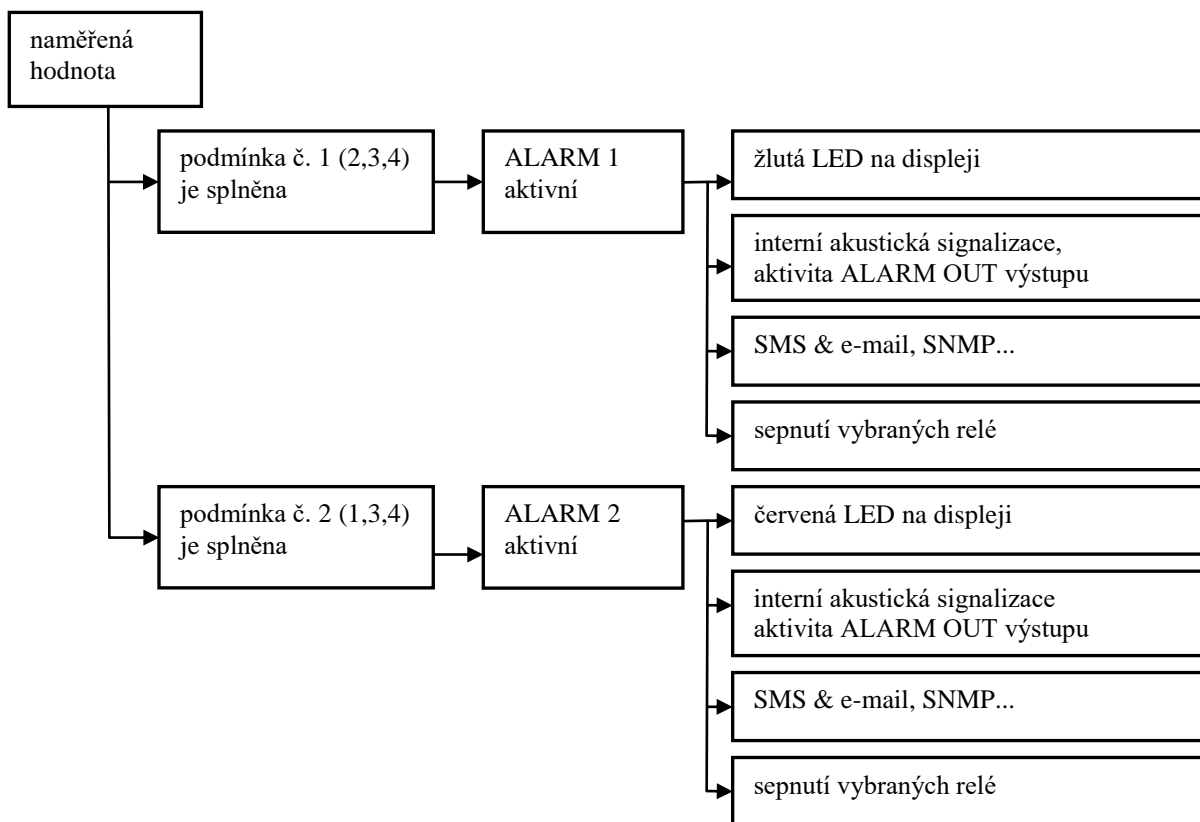 naměřená
hodnota
podmínka č. 1 (2,3,4)
je splněna
ALARM 1
aktivní
žlutá LED na displeji
interní akustická signalizace,
aktivita ALARM OUT výstupu
SMS & e-mail, SNMP...
sepnutí vybraných relé
podmínka č. 2 (1,3,4)
je splněna
ALARM 2
aktivní
červená LED na displeji
interní akustická signalizace
aktivita ALARM OUT výstupu
SMS & e-mail, SNMP...
sepnutí vybraných relé